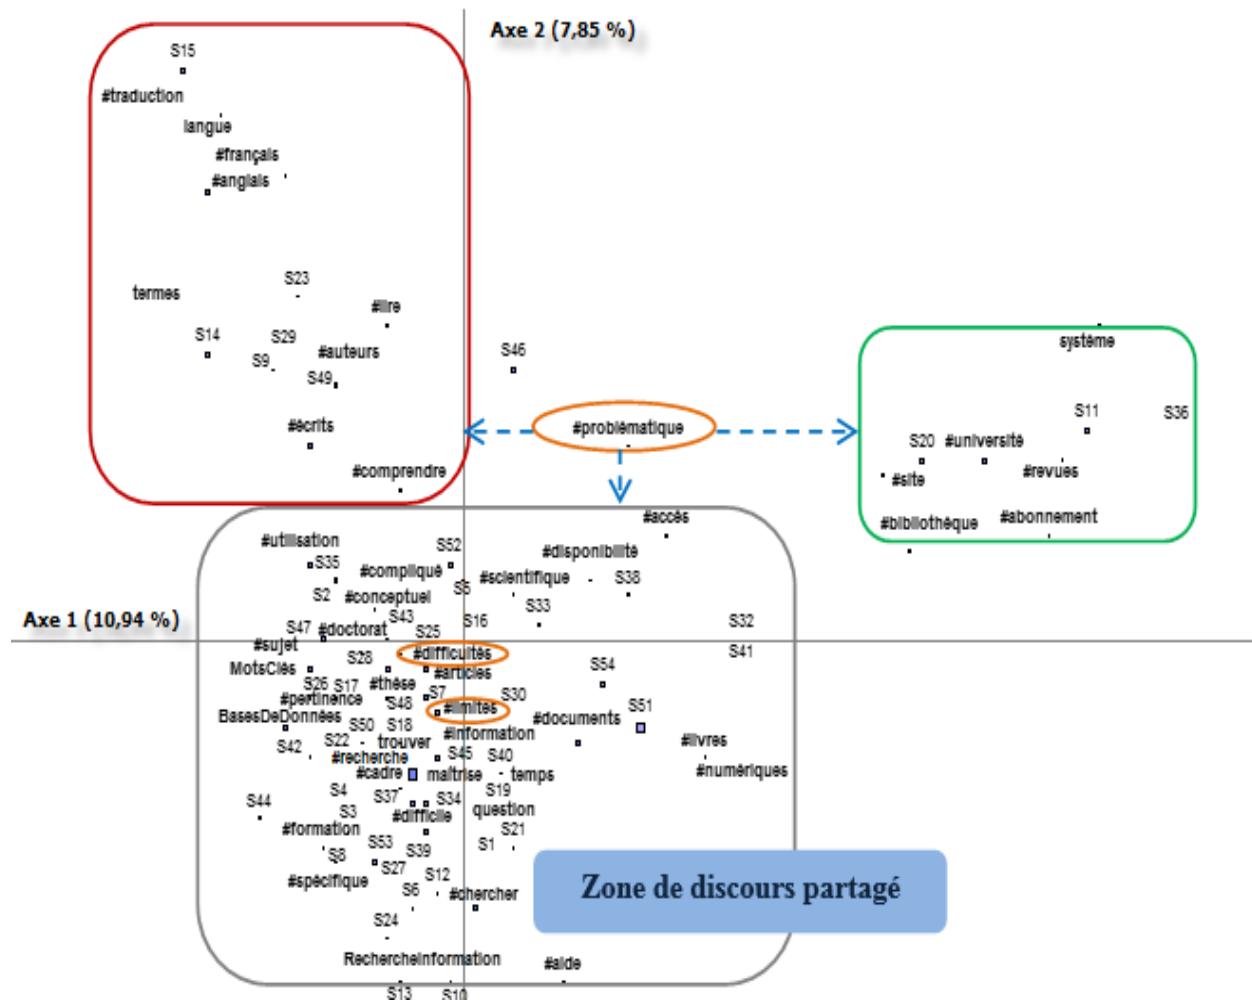 Axe 2 (7,85 %)
S15
#traduction
langue
#français
#anglais
S23
termes
#lire
S14
S29
#auteurs
S9
S49
S46
système
#écrits
#problématique
S11
S36
S20
#université
#comprendre
#site
#revues
#bibliothèque
#abonnement
#accès
#utilisation
S52
#disponibilité
S35
#compliqué
#scientifique
S38
S2
#conceptuel
S5
S33
Axe 1 (10,94 %)
S47
#doctorat
S43
S25
S16
S32
#sujet
#difficultés
S41
MotsClés
S28
#articles
S54
S26
S17
#thèse
S7
S30
#pertinence
S48
#limites
S51
BasesDeDonnées
S50
S18
#information
#documents
S42
S22
trouver
#livres
#recherche
S45
S40
#cadre
maîtrise
temps
#numériques
S44
S4
S37
S34
S19
S3
#difficile
question
#formation
S21
S8
S53
S39
S1
#spécifique
S27
S12
Zone de discours partagé
S6
#chercher
S24
RechercheInformation
#aide
S13
S10